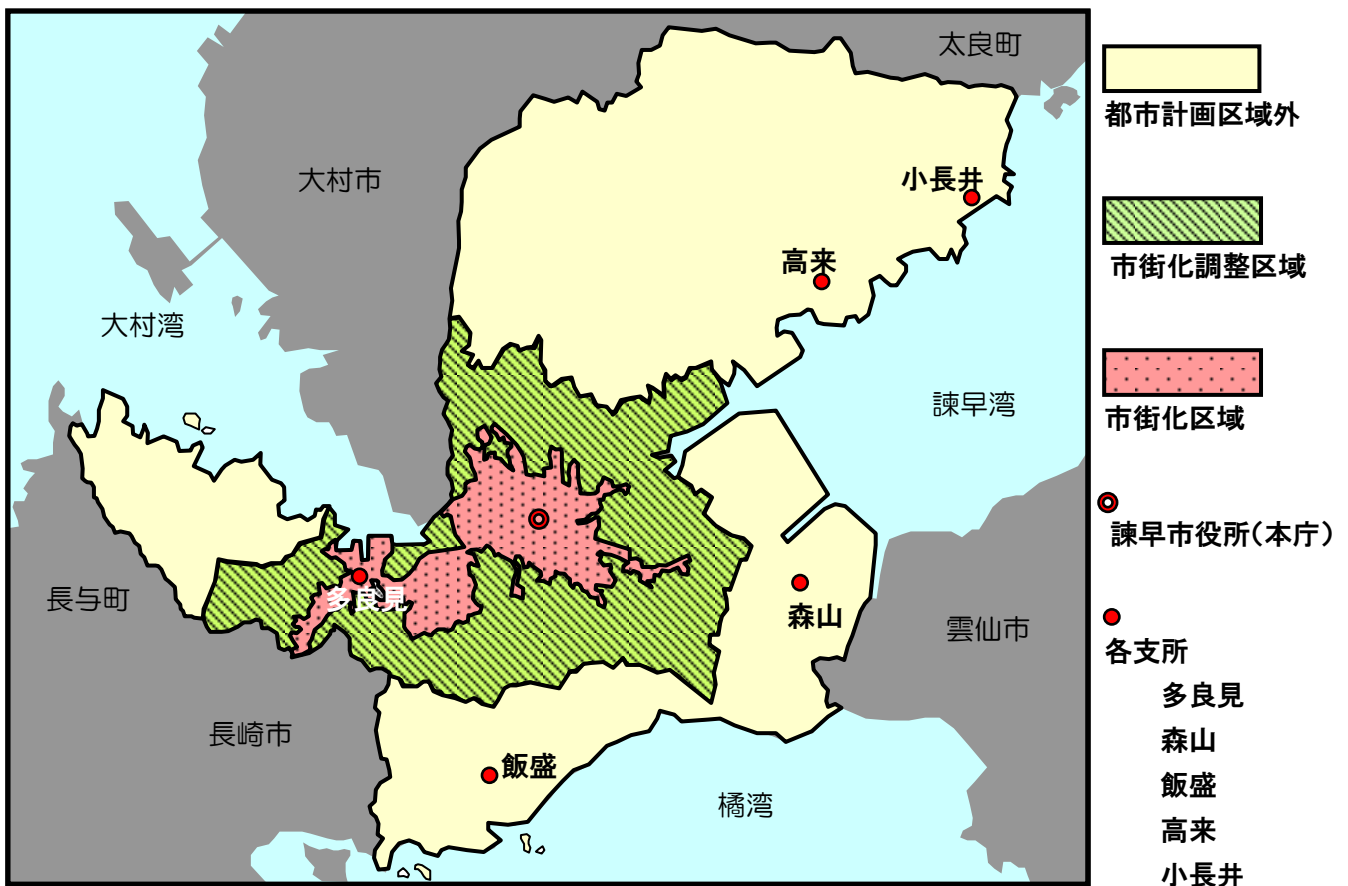 太良町
大村市
小長井
高来
大村湾
諫早湾
多良見
長与町
森山
雲仙市
長崎市
飯盛
橘湾
都市計画区域外
市街化調整区域
市街化区域
諫早市役所(本庁)
各支所
多良見
森山
飯盛
高来
小長井